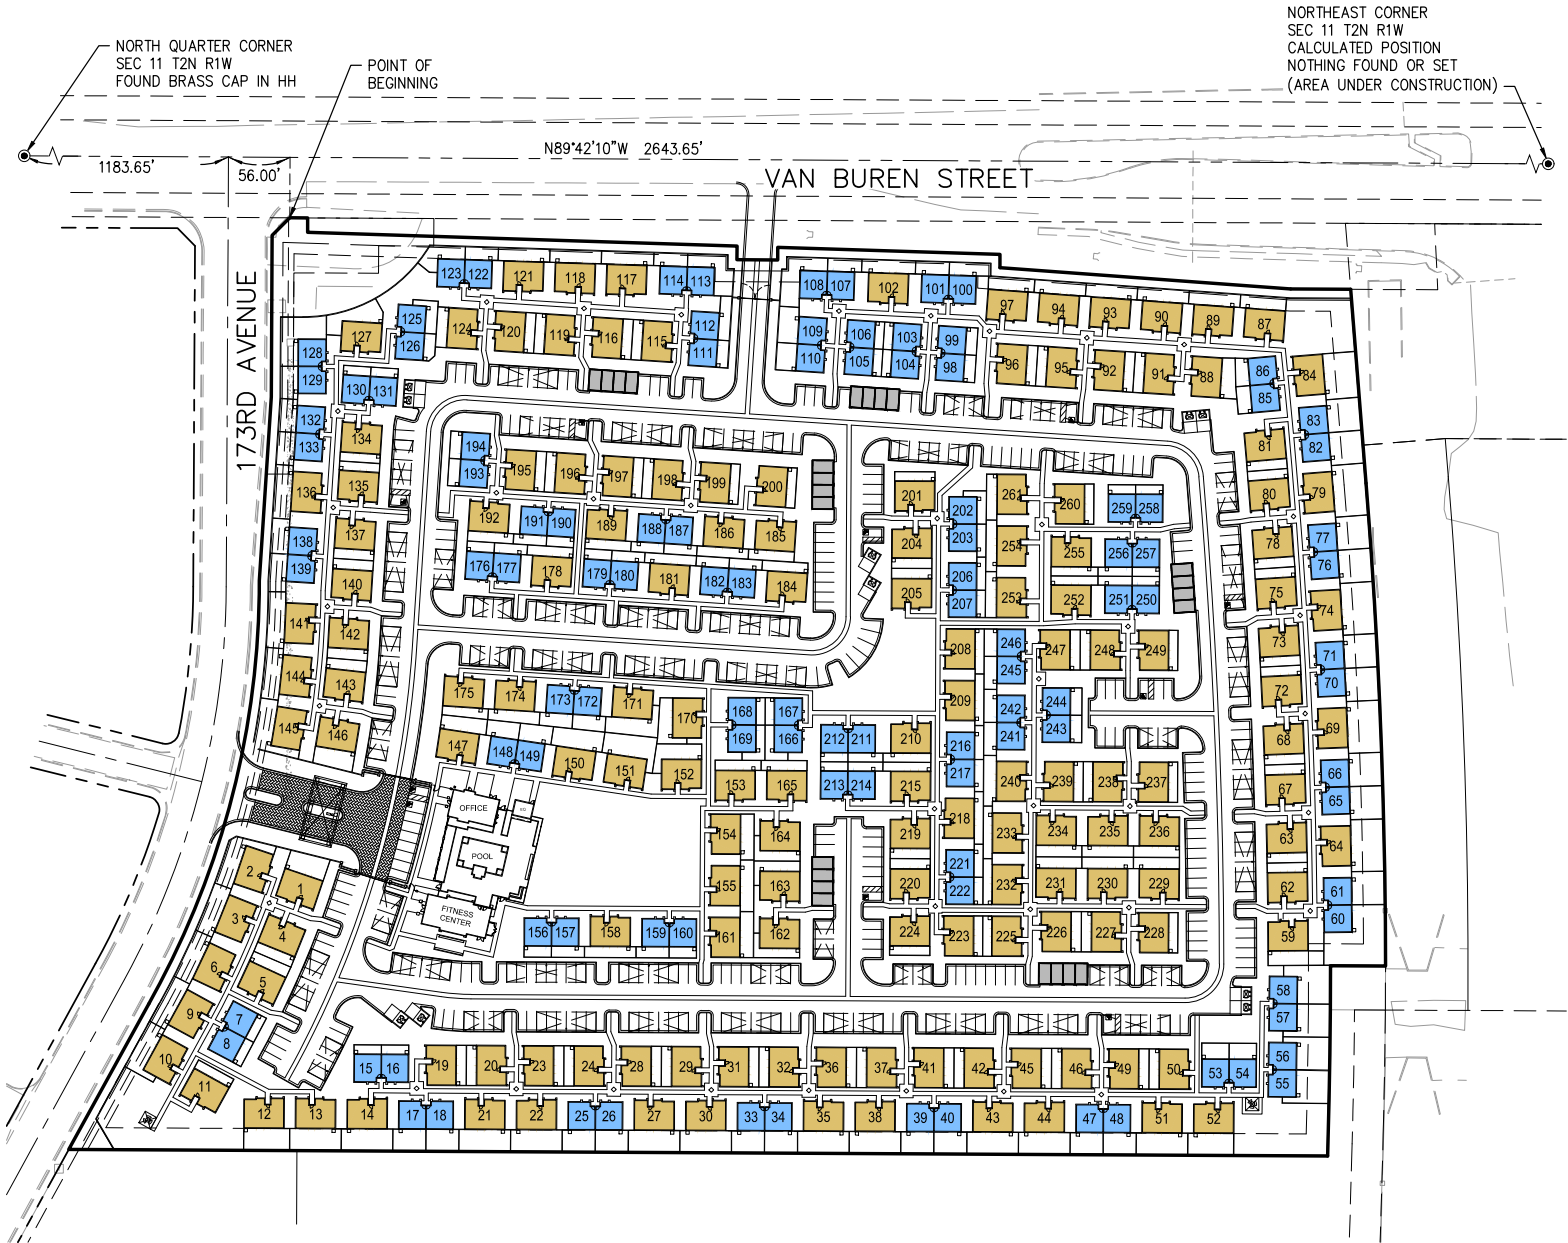 NORTHEAST CORNER
SEC 11 T2N R1W
CALCULATED POSITION
NOTHING FOUND OR SET
(AREA UNDER CONSTRUCTION)
NORTH QUARTER CORNER
SEC 11 T2N R1W
FOUND BRASS CAP IN HH
POINT OF
BEGINNING
N89°42'10"W 2643.65'
1183.65'
56.00'
VAN BUREN STREET
173RD AVENUE
123 122 121 118 117 114 113
108 107 102 101 100
97 94 93 90 89 87
124 120 119 116 115 112
111
125
126
127
109
110
106
105
103
104
99
98
96 95 92 91 88
86
85
84
128
129
130 131
132
133
134
83
82
81
136 135
194
193
195 196 197 198 199 200
192 191 190 189 188 187 186 185
176 177 178 179 180 181 182 183 184
201
202
203
204
205
206
207
261 260 259 258
254 255 256 257
253 252 251 250
80 79
78
77
76
75 74
137
138
139
140
141 142
144 143
145 146
208
246
245
247 248 249
73
71
70
72
209
242
241
244
243
68 69
175 174 173 172 171 170
168
169
167
166
212 211 210
216
217
147 148 149 150 151 152
153 165 213 214 215
240 239 238 237
67
66
65
OFFICE
POOL
FITNESS
CENTER
154 164
219 218 233 234 235 236
63 64
155 163
220
221
222
232 231 230 229
62
61
60
156 157 158 159 160 161 162
224 223 225 226 227 228
59
2 1
3 4
6 5
9
7
8
10 11
58
57
56
55
15 16 19 20 23 24 28 29 31 32 36 37 41 42 45 46 49 50 53 54
12 13 14 17 18 21 22 25 26 27 30 33 34 35 38 39 40 43 44 47 48 51 52